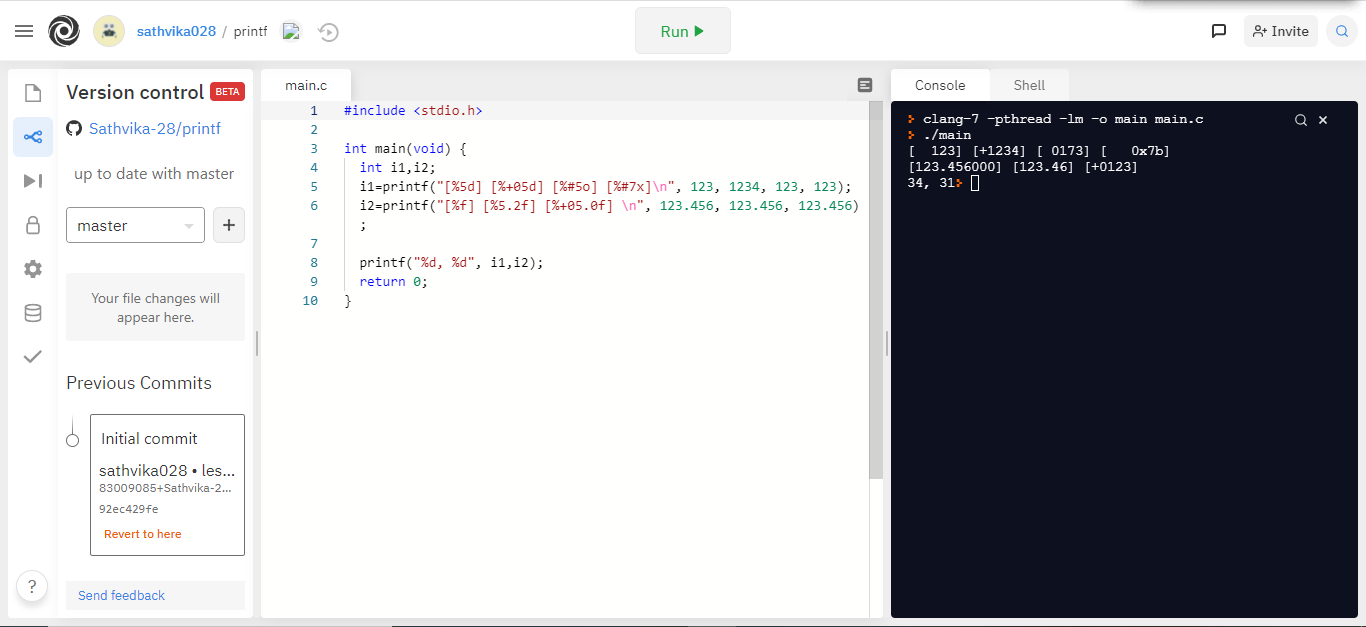 sathvika028 / printf
Run
Invite
Version control BETA
Sathvika-28/printf
up to date with master
master
+
Your file changes will
appear here.
Previous Commits
Initial commit
sathvika028 • les...
83009085+Sathvika-2...
92ec429fe
Revert to here
?
Send feedback
main.c
1 #include <stdio.h>
2
3 int main(void) {
4 int i1,i2;
5 i1=printf("[%5d] [%+05d] [%#5o] [%#7x]\n", 123, 1234, 123, 123);
6 i2=printf("[%f] [%5.2f] [%+05.0f] \n", 123.456, 123.456, 123.456)
;
7
8 printf("%d, %d", i1,i2);
9 return 0;
10 }
Console Shell
clang-7 -pthread -lm -o main main.c
./main
[  123] [+1234] [ 0173] [   0x7b]
[123.456000] [123.46] [+0123]
34, 31